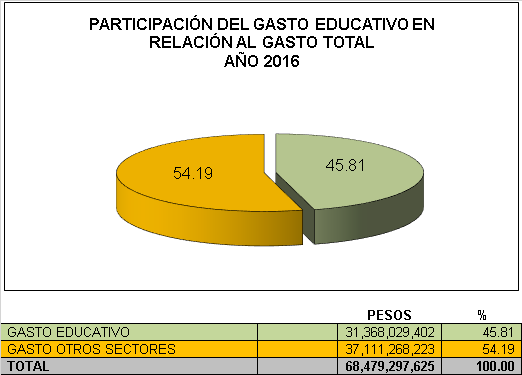 PARTICIPACIÓN DEL GASTO EDUCATIVO EN
RELACIÓN AL GASTO TOTAL
AÑO 2016
54.19
45.81
PESOS %
GASTO EDUCATIVO 31,368,029,402 45.81
GASTO OTROS SECTORES 37,111,268,223 54.19
TOTAL 68,479,297,625 100.00